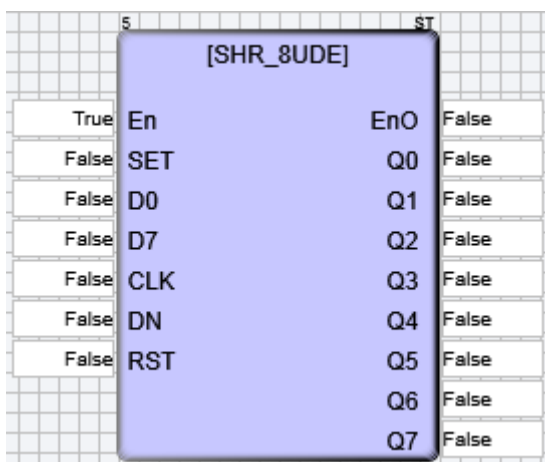 5 ST
[SHR_8UDE]
True En EnO False
False SET Q0 False
False D0 Q1 False
False D7 Q2 False
False CLK Q3 False
False DN Q4 False
False RST Q5 False
Q6 False
Q7 False